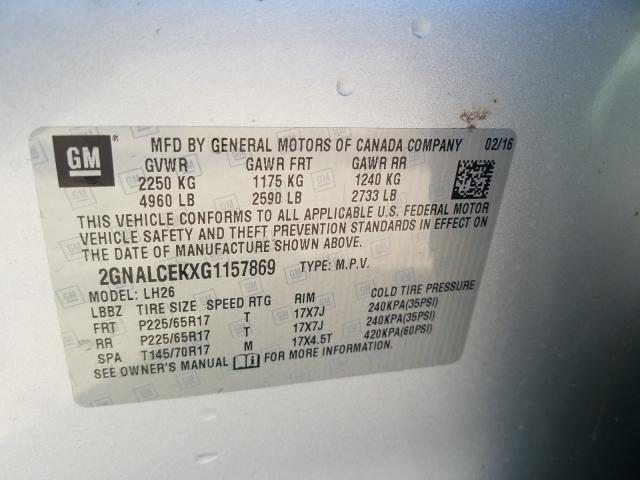 GM ® MFD BY GENERAL MOTORS OF CANADA COMPANY 02/16
GVWR GAWR FRT GAWR RR
2250 KG 1175 KG 1240 KG
4960 LB 2590 LB 2733 LB
THIS VEHICLE CONFORMS TO ALL APPLICABLE U.S. FEDERAL MOTOR
VEHICLE SAFETY AND THEFT PREVENTION STANDARDS IN EFFECT ON
THE DATE OF MANUFACTURE SHOWN ABOVE.
2GNALCEKXG1157869 TYPE: M.P.V.
MODEL: LH26
LBBZ TIRE SIZE SPEED RTG RIM COLD TIRE PRESSURE
FRT P225/65R17 T 17X7J 240KPA(35PSI)
RR P225/65R17 T 17X7J 240KPA(35PSI)
SPA T145/70R17 M 17X4.5T 420KPA(60PSI)
SEE OWNER'S MANUAL FOR MORE INFORMATION.